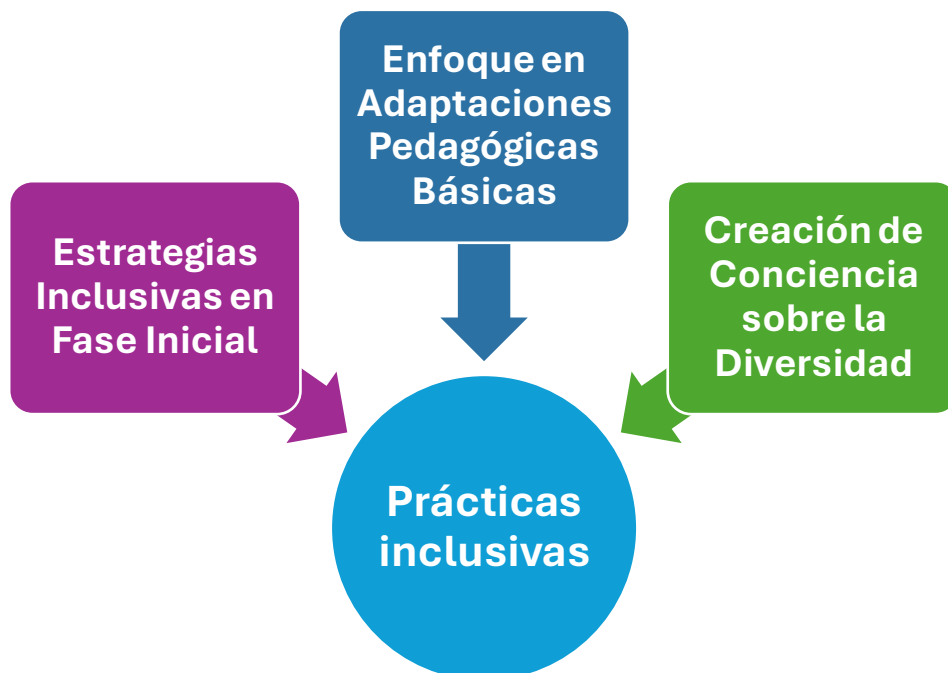 Enfoque en
Adaptaciones
Pedagógicas
Básicas
Estrategias
Inclusivas en
Fase Inicial
Creación de
Conciencia
sobre la
Diversidad
Prácticas
inclusivas